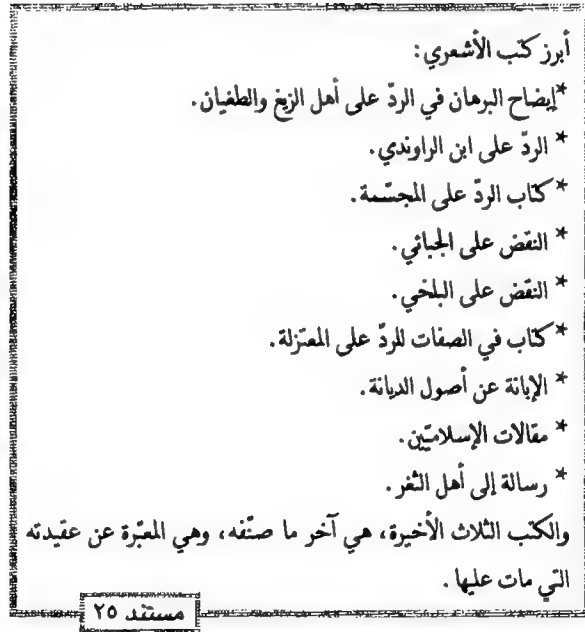 أبرز كتب الأشعري:
*إيضاح البرهان في الردّ على أهل الزيغ والطغيان.
* الردّ على ابن الراوندي.
* كتاب الردّ على المجسّمة.
* النقض على الجبائي.
* النقض على البلخي.
* كتاب في الصفات للردّ على المعتزلة.
* الإبانة عن أصول الديانة.
* مقالات الإسلاميّين.
* رسالة إلى أهل الثغر.
والكتب الثلاث الأخيرة، هي آخر ما صنّفه، وهي المعبّرة عن عقيدته
التي مات عليها.
مستند ٢٥